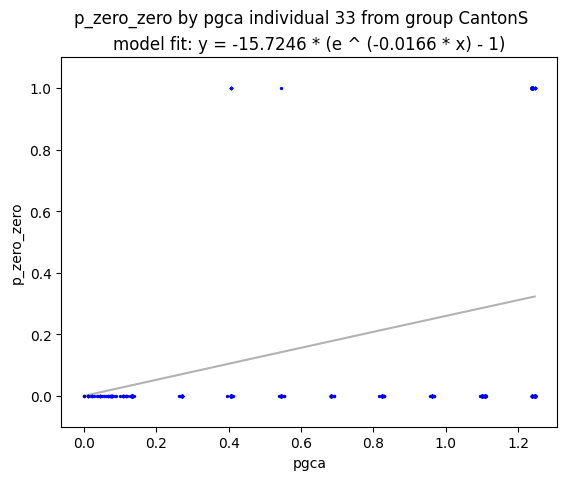 p_zero_zero by pgca individual 33 from group CantonS
model fit: y = -15.7246 * (e ^ (-0.0166 * x) - 1)
1.0
0.8
0.6
0.4
0.2
0.0
p_zero_zero
0.0 0.2 0.4 0.6 0.8 1.0 1.2
pgca